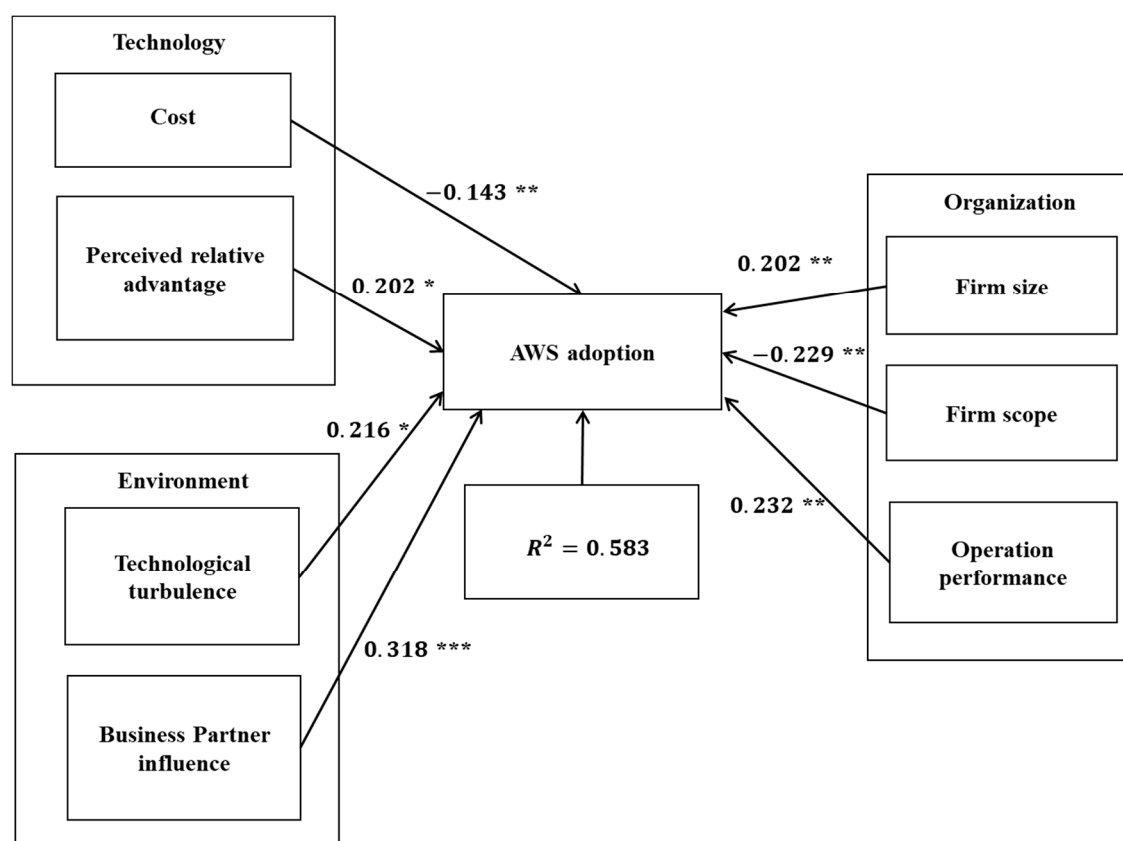 Technology
Cost
Perceived relative
advantage
−0.143 **
0.202 *
Organization
Firm size
Firm scope
Operation
performance
0.202 **
−0.229 **
0.232 **
AWS adoption
R² = 0.583
Environment
Technological
turbulence
Business Partner
influence
0.216 *
0.318 ***